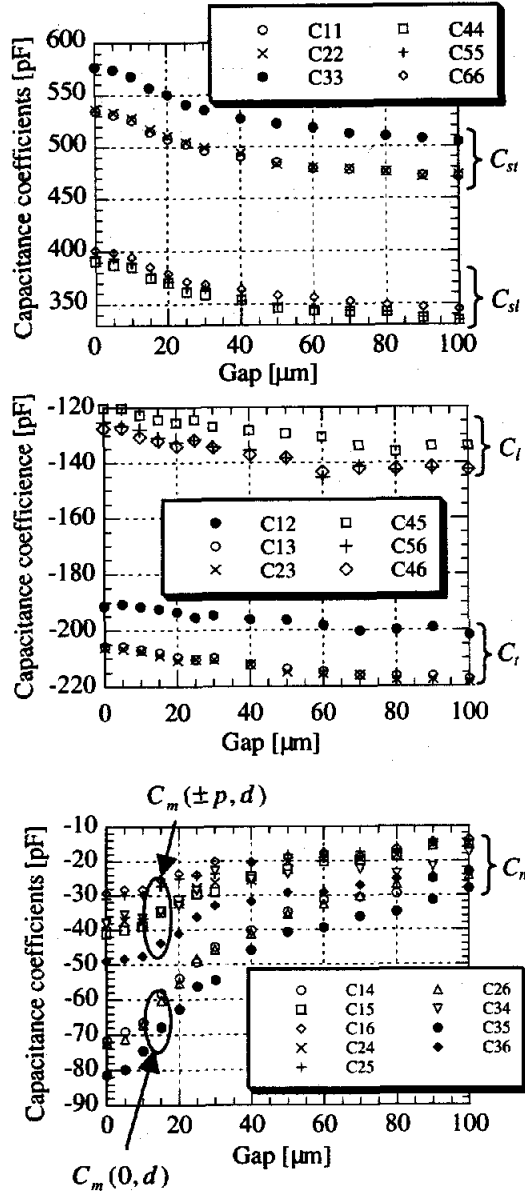 C11 C44
C22 C55
C33 C66
Capacitance coefficients [pF]
600
550
500
450
400
350
C_st
C_sl
0 20 40 60 80 100
Gap [μm]
Capacitance coefficience [pF]
-120
-140
-160
-180
-200
-220
C_l
C12 C45
C13 C56
C23 C46
C_t
0 20 40 60 80 100
Gap [μm]
C_m(±p, d)
Capacitance coefficients [pF]
-10
-20
-30
-40
-50
-60
-70
-80
-90
C14 C26
C15 C34
C16 C35
C24 C36
C25
0 20 40 60 80 100
Gap [μm]
C_m(0, d)